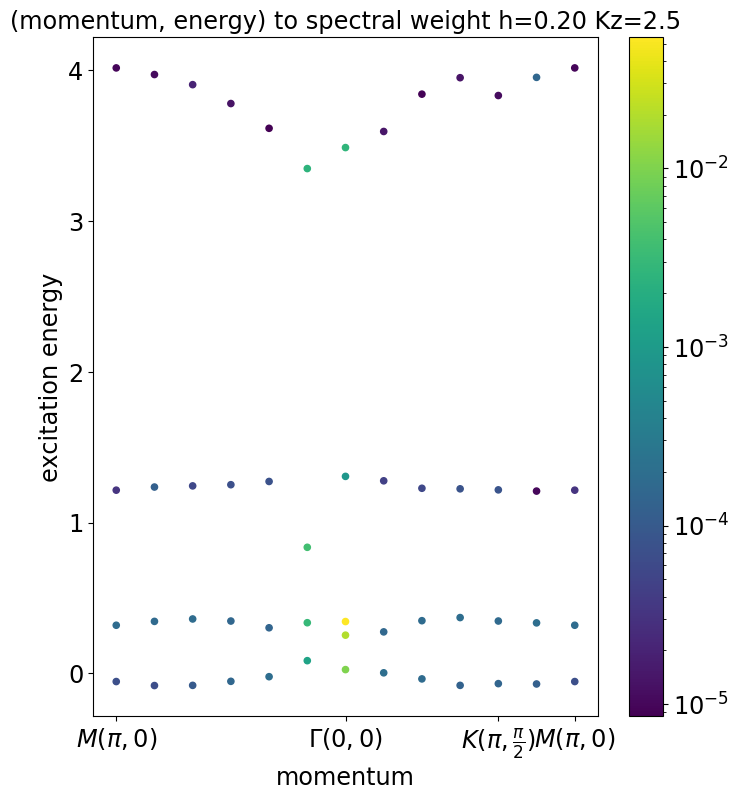 (momentum, energy) to spectral weight h=0.20 Kz=2.5
4
3
2
1
0
excitation energy
M(π, 0)
Γ(0, 0)
K(π, π/2)
M(π, 0)
momentum
10⁻²
10⁻³
10⁻⁴
10⁻⁵